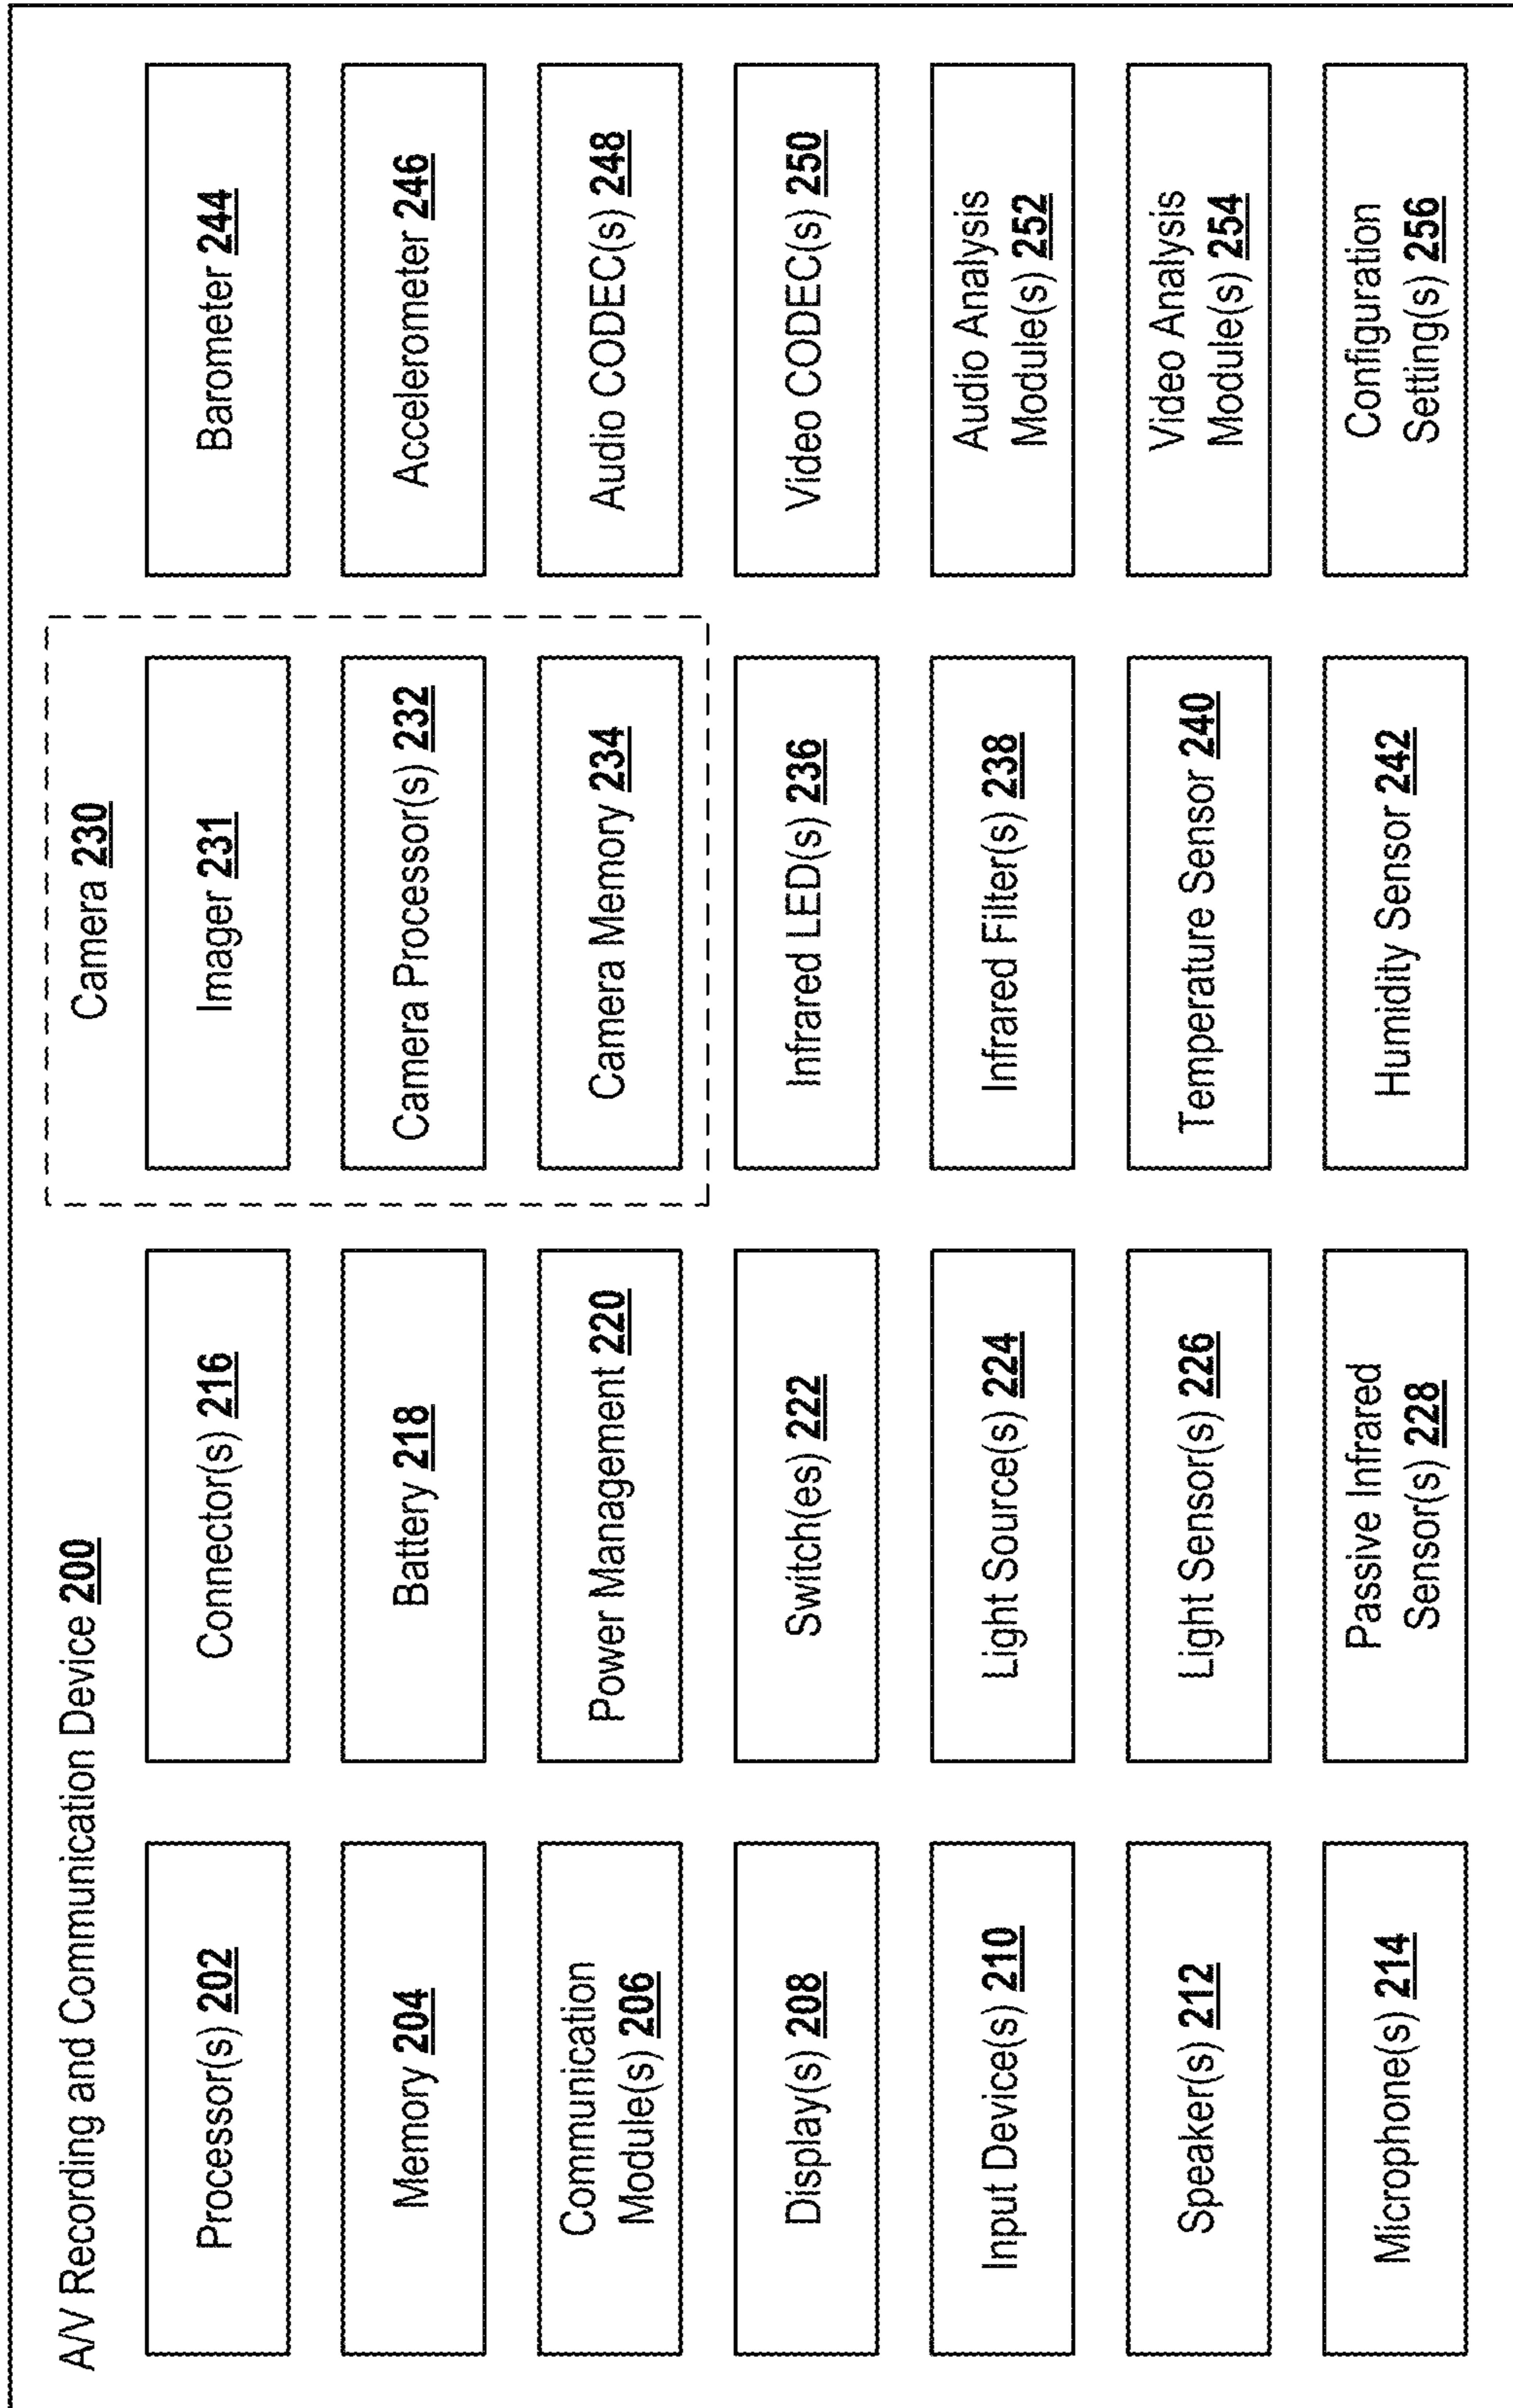 A/V Recording and Communication Device 200
Processor(s) 202
Memory 204
Communication
Module(s) 206
Display(s) 208
Input Device(s) 210
Speaker(s) 212
Microphone(s) 214
Connector(s) 216
Battery 218
Power Management 220
Switch(es) 222
Light Source(s) 224
Light Sensor(s) 226
Passive Infrared
Sensor(s) 228
Camera 230
Imager 231
Camera Processor(s) 232
Camera Memory 234
Infrared LED(s) 236
Infrared Filter(s) 238
Temperature Sensor 240
Humidity Sensor 242
Barometer 244
Accelerometer 246
Audio CODEC(s) 248
Video CODEC(s) 250
Audio Analysis
Module(s) 252
Video Analysis
Module(s) 254
Configuration
Setting(s) 256